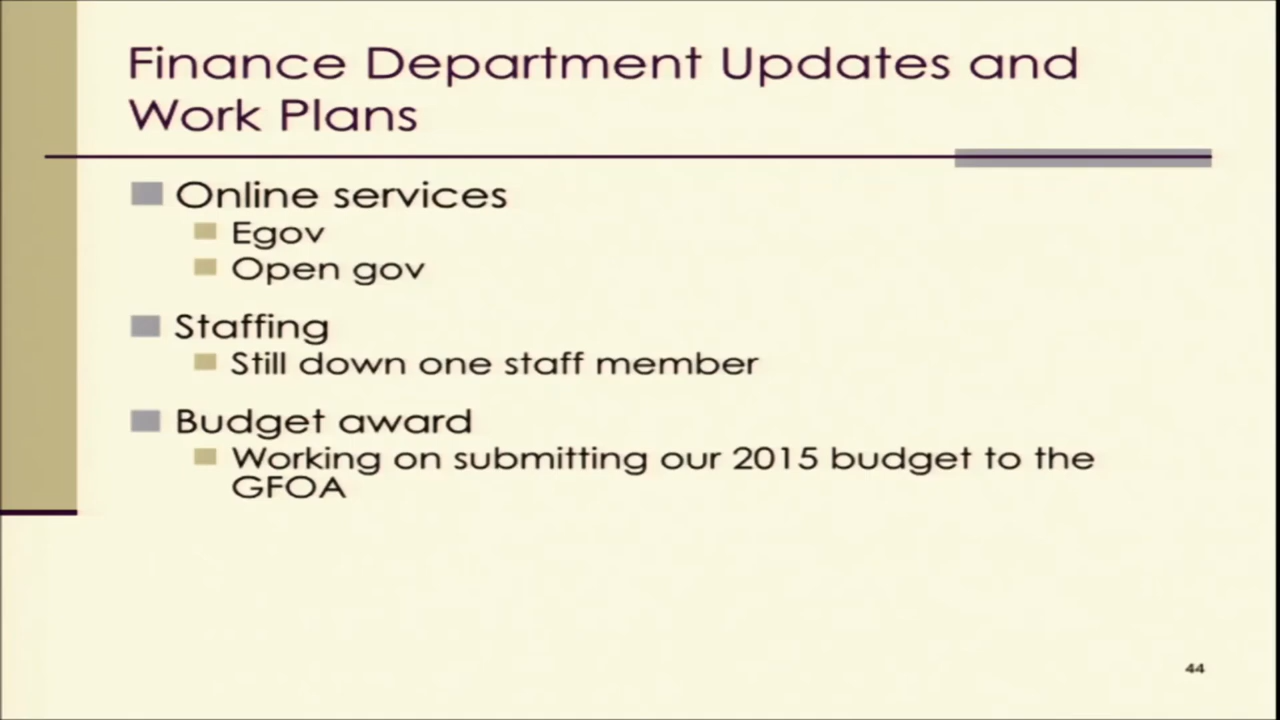 Finance Department Updates and
Work Plans
Online services
Egov
Open gov
Staffing
Still down one staff member
Budget award
Working on submitting our 2015 budget to the
GFOA
44